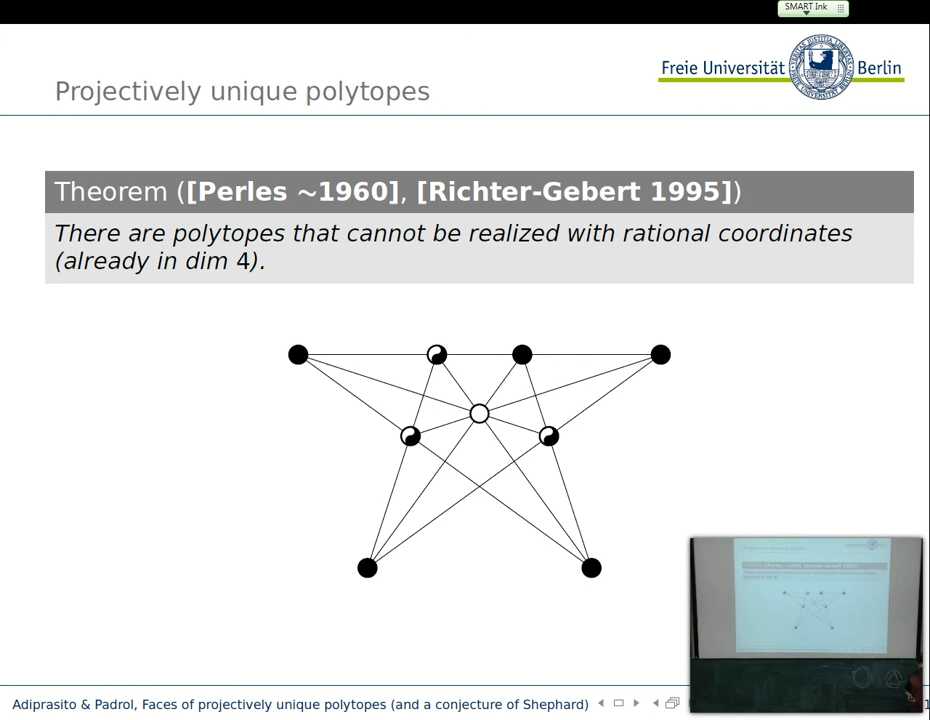 SMART Ink
Freie Universität Berlin
Projectively unique polytopes
Theorem ([Perles ~1960], [Richter-Gebert 1995])
There are polytopes that cannot be realized with rational coordinates
(already in dim 4).
Adiprasito & Padrol, Faces of projectively unique polytopes (and a conjecture of Shephard)